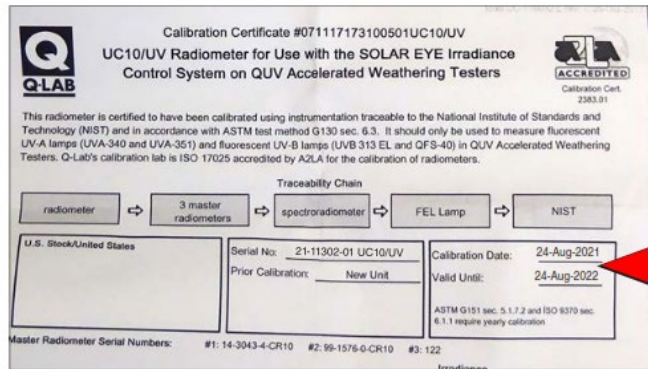 Q
Q-LAB
Calibration Certificate #071117173100501UC10/UV
UC10/UV Radiometer for Use with the SOLAR EYE Irradiance
Control System on QUV Accelerated Weathering Testers
ACCREDITED
Calibration Cert.
2383.01
This radiometer is certified to have been calibrated using instrumentation traceable to the National Institute of Standards and
Technology (NIST) and in accordance with ASTM test method G130 sec. 6.3. It should only be used to measure fluorescent
UV-A lamps (UVA-340 and UVA-351) and fluorescent UV-B lamps (UVB 313 EL and QFS-40) in QUV Accelerated Weathering
Testers. Q-Lab's calibration lab is ISO 17025 accredited by A2LA for the calibration of radiometers.
Traceability Chain
radiometer
3 master
radiometers
spectroradiometer
FEL Lamp
NIST
U.S. Stock/United States
Serial No: 21-11302-01 UC10/UV
Prior Calibration: New Unit
Calibration Date: 24-Aug-2021
Valid Until: 24-Aug-2022
ASTM G151 sec. 5.1.7.2 and ISO 9370 sec.
6.1.1 require yearly calibration
Master Radiometer Serial Numbers: #1: 14-3043-4-CR10 #2: 99-1576-0-CR10 #3: 122
Irradiance